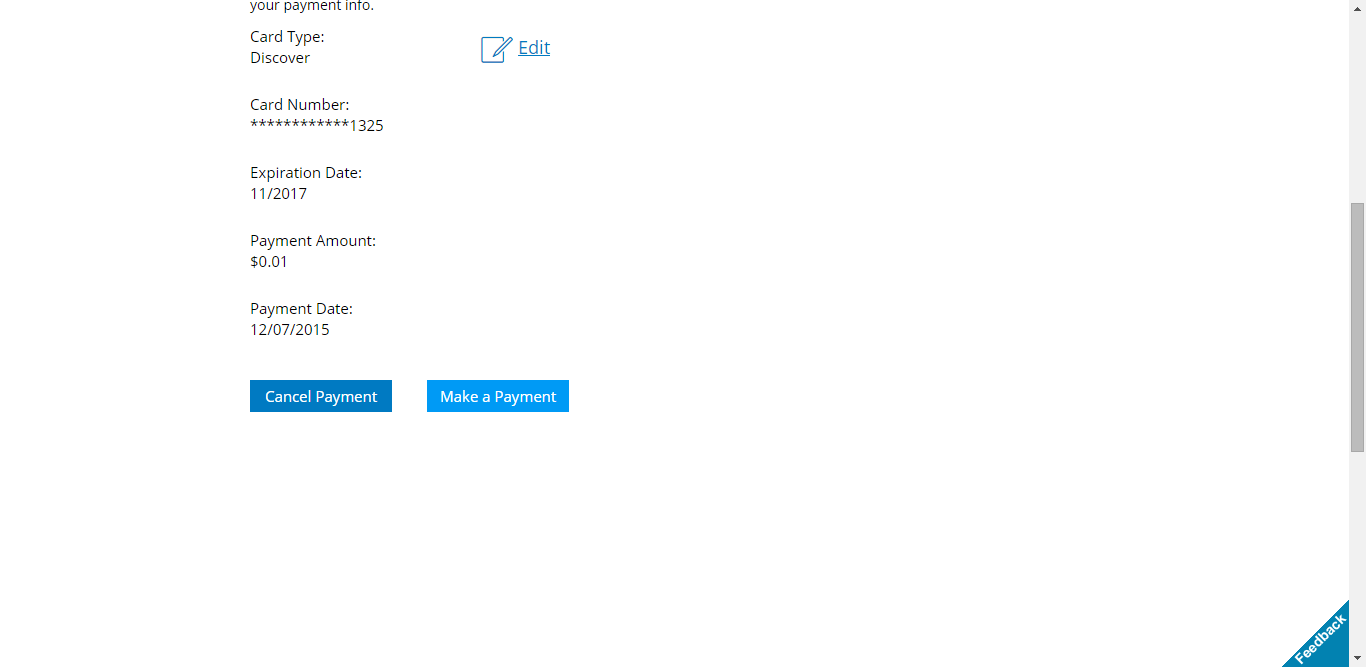 your payment info.
Card Type:
Discover
Edit
Card Number:
************1325
Expiration Date:
11/2017
Payment Amount:
$0.01
Payment Date:
12/07/2015
Cancel Payment
Make a Payment
Feedback